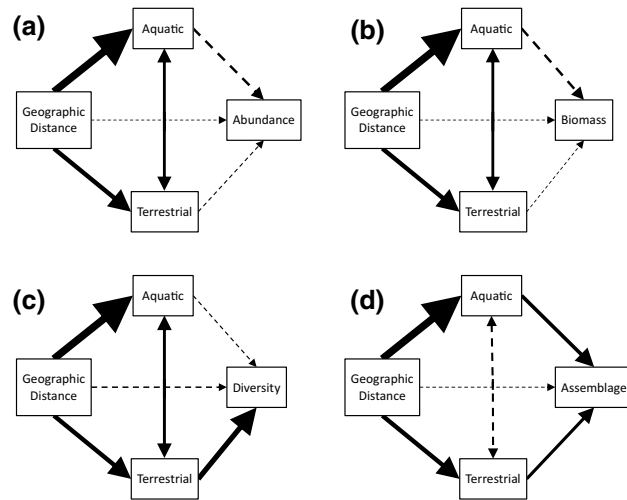 (a)
Aquatic
Geographic
Distance
Abundance
Terrestrial
(b)
Aquatic
Geographic
Distance
Biomass
Terrestrial
(c)
Aquatic
Geographic
Distance
Diversity
Terrestrial
(d)
Aquatic
Geographic
Distance
Assemblage
Terrestrial